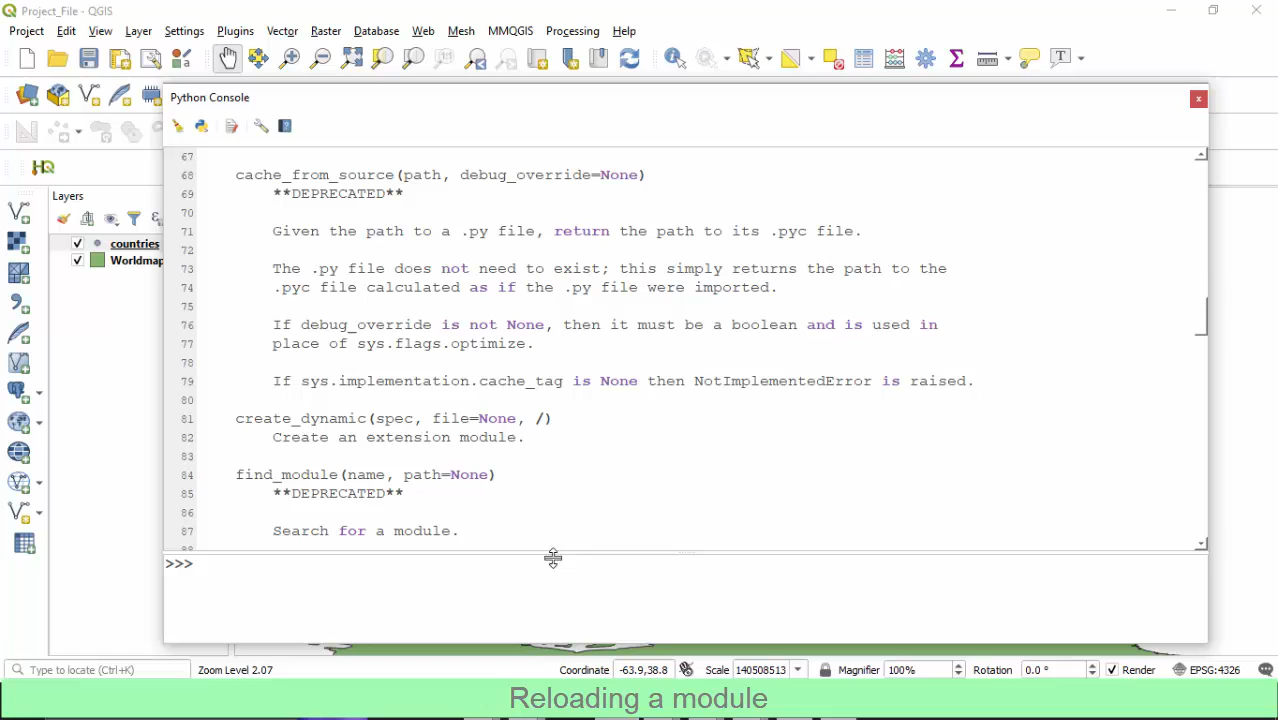 Project_File - QGIS
Project Edit View Layer Settings Plugins Vector Raster Database Web Mesh MMQGIS Processing Help
Python Console
Layers
countries
Worldmap
67
68 cache_from_source(path, debug_override=None)
69 **DEPRECATED**
70
71 Given the path to a .py file, return the path to its .pyc file.
72
73 The .py file does not need to exist; this simply returns the path to the
74 .pyc file calculated as if the .py file were imported.
75
76 If debug_override is not None, then it must be a boolean and is used in
77 place of sys.flags.optimize.
78
79 If sys.implementation.cache_tag is None then NotImplementedError is raised.
80
81 create_dynamic(spec, file=None, /)
82 Create an extension module.
83
84 find_module(name, path=None)
85 **DEPRECATED**
86
87 Search for a module.
88
>>>
Type to locate (Ctrl+K) Zoom Level 2.07 Coordinate -63.9,38.8 Scale 140508513 Magnifier 100% Rotation 0.0 ° Render EPSG:4326
Reloading a module